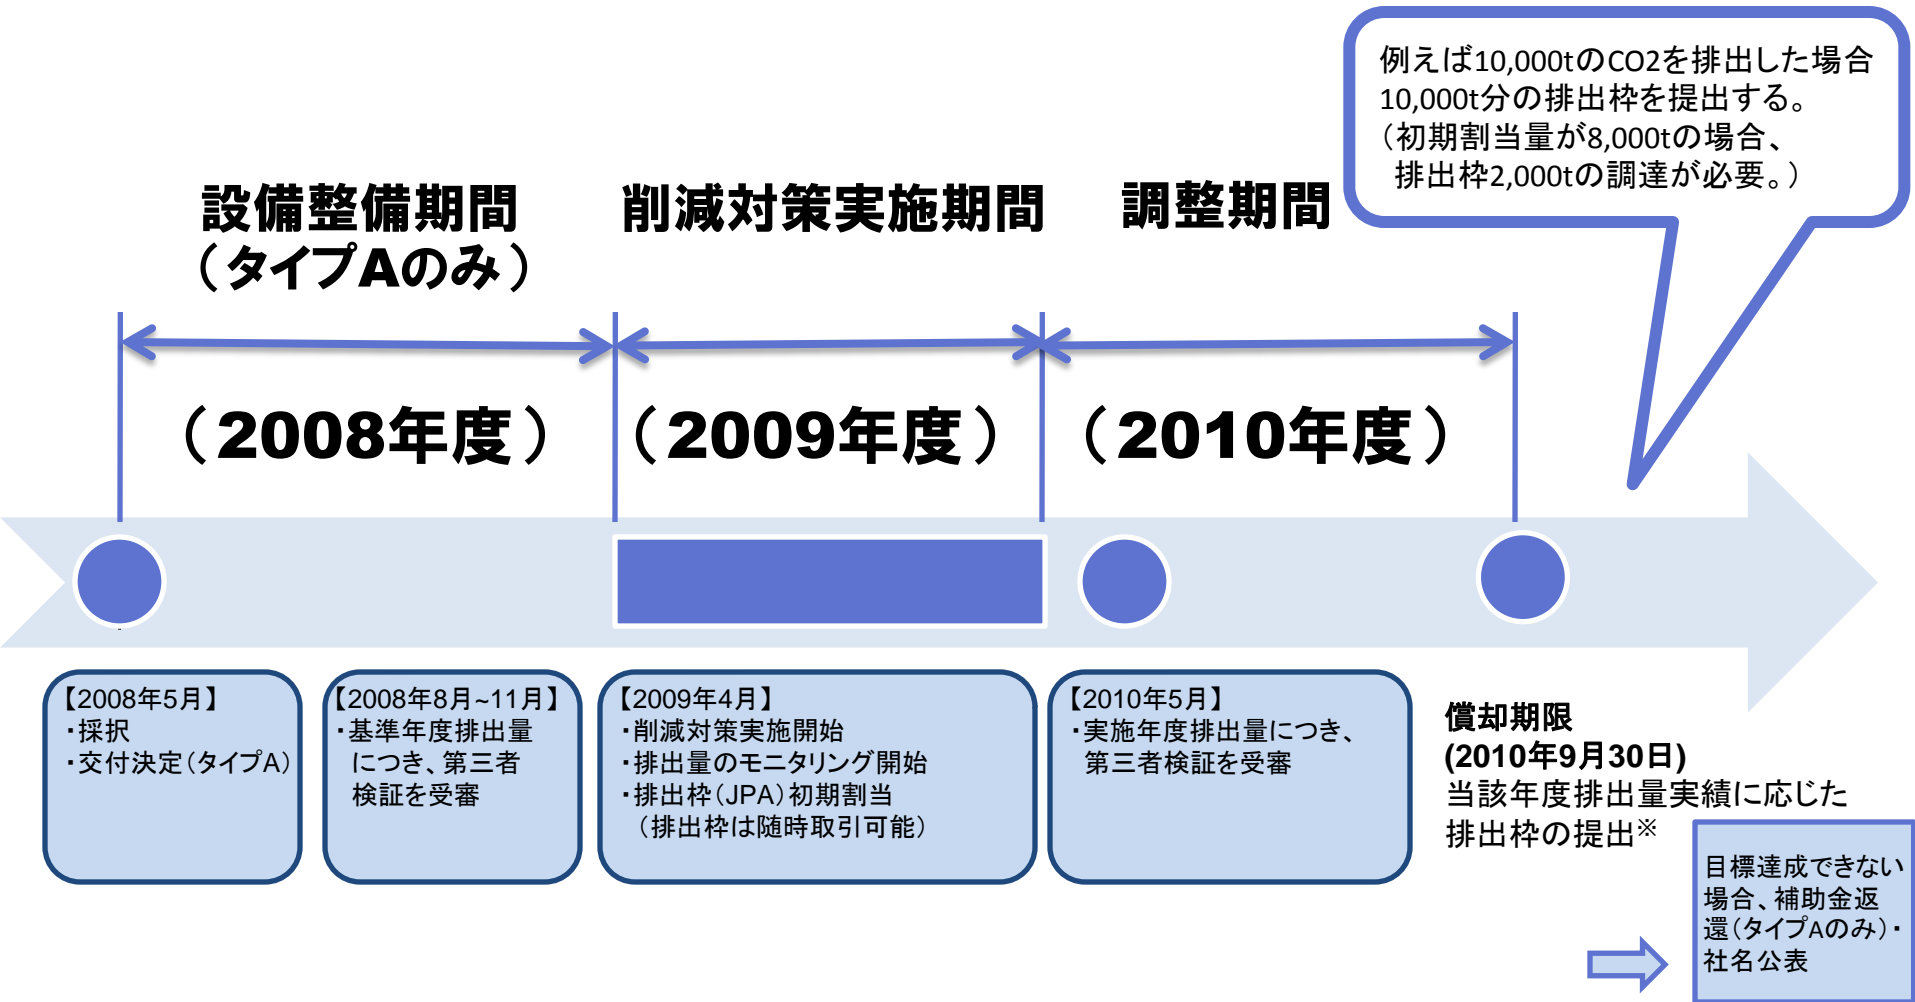 例えば10,000tのCO2を排出した場合
10,000t分の排出枠を提出する。
（初期割当量が8,000tの場合、
排出枠2,000tの調達が必要。）
設備整備期間
（タイプAのみ）
削減対策実施期間
調整期間
（2008年度）
（2009年度）
（2010年度）
【2008年5月】
・採択
・交付決定（タイプA）
【2008年8月~11月】
・基準年度排出量
につき、第三者
検証を受審
【2009年4月】
・削減対策実施開始
・排出量のモニタリング開始
・排出枠（JPA）初期割当
（排出枠は随時取引可能）
【2010年5月】
・実施年度排出量につき、
第三者検証を受審
償却期限
(2010年9月30日)
当該年度排出量実績に応じた
排出枠の提出※
目標達成できない
場合、補助金返
還（タイプAのみ）・
社名公表